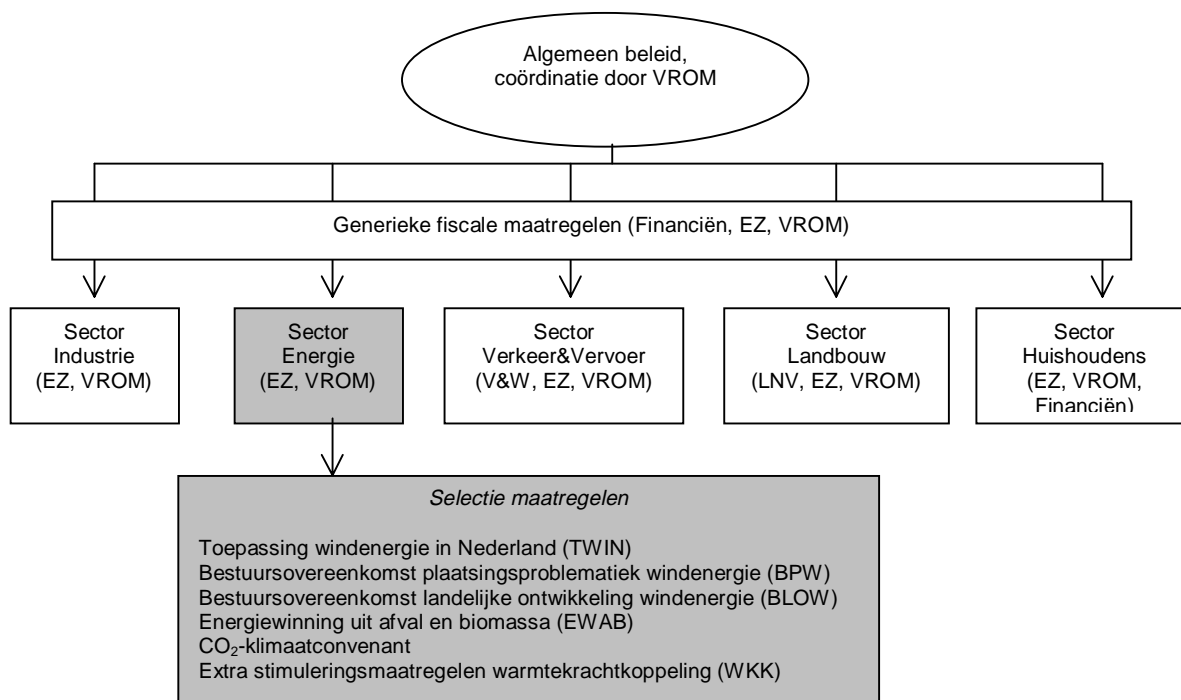 Algemeen beleid,
coördinatie door VROM
Generieke fiscale maatregelen (Financiën, EZ, VROM)
Sector
Industrie
(EZ, VROM)
Sector
Energie
(EZ, VROM)
Sector
Verkeer&Vervoer
(V&W, EZ, VROM)
Sector
Landbouw
(LNV, EZ, VROM)
Sector
Huishoudens
(EZ, VROM,
Financiën)
Selectie maatregelen
Toepassing windenergie in Nederland (TWIN)
Bestuursovereenkomst plaatsingsproblematiek windenergie (BPW)
Bestuursovereenkomst landelijke ontwikkeling windenergie (BLOW)
Energiewinning uit afval en biomassa (EWAB)
CO₂-klimaatconvenant
Extra stimuleringsmaatregelen warmtekrachtkoppeling (WKK)